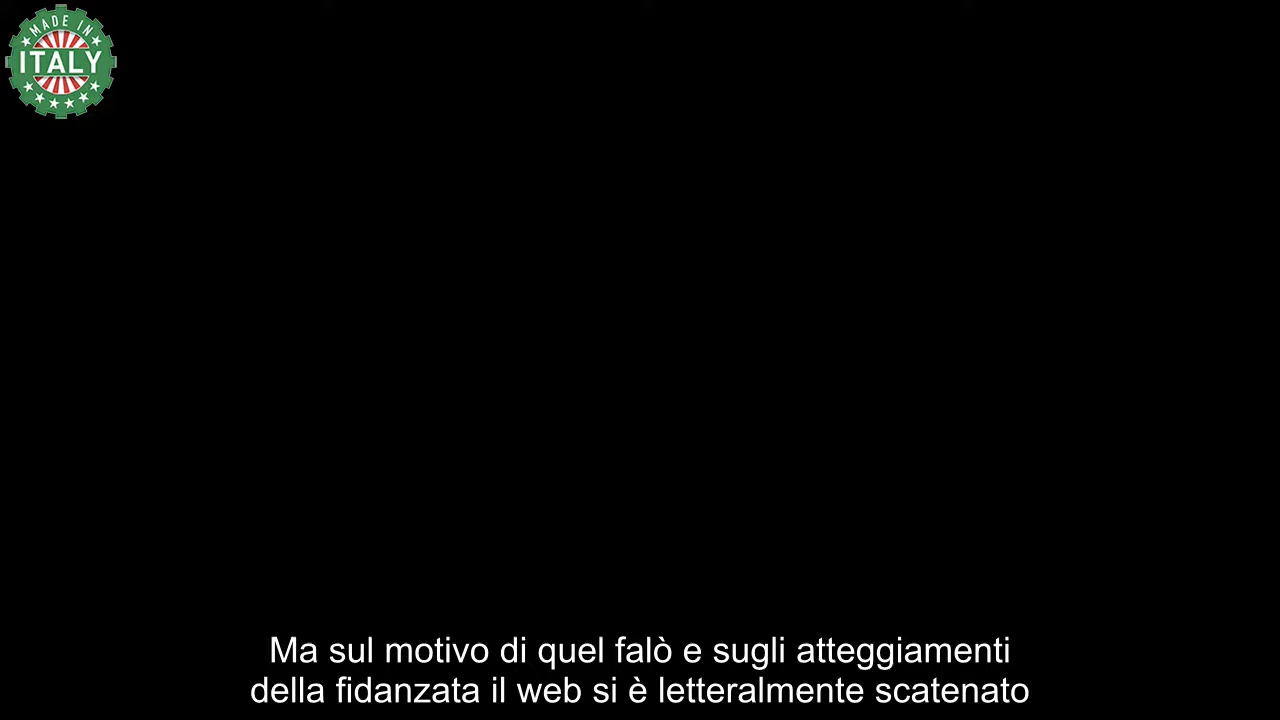 MADE IN
ITALY
Ma sul motivo di quel falò e sugli atteggiamenti
della fidanzata il web si è letteralmente scatenato